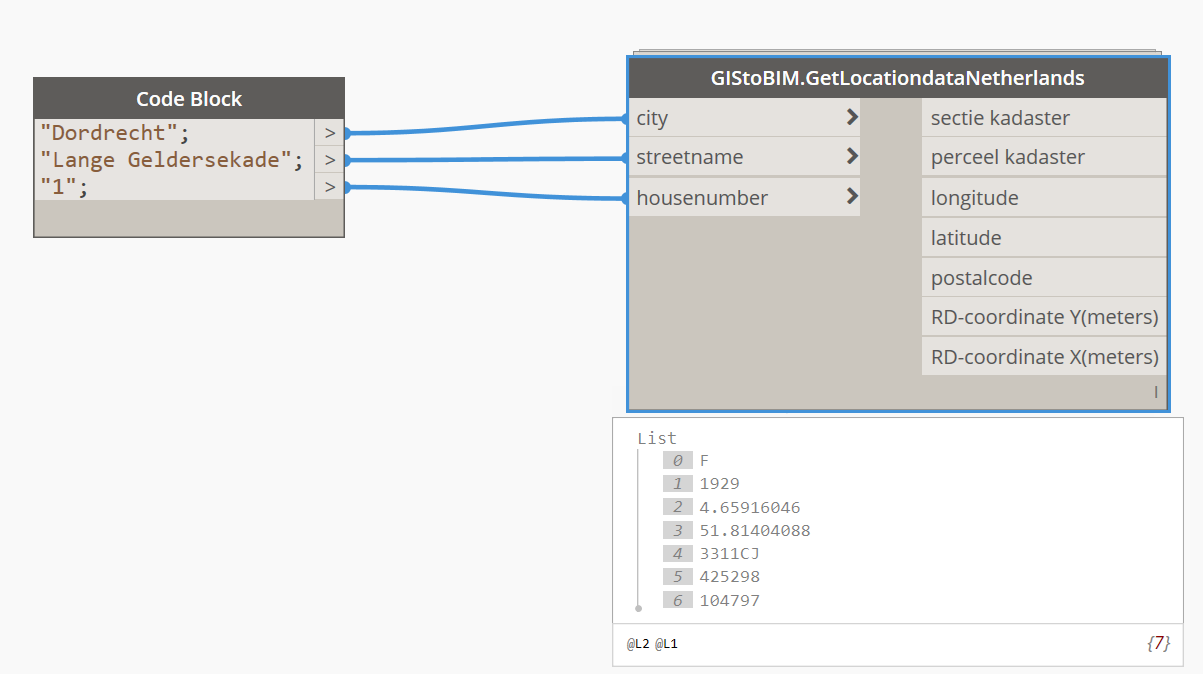 Code Block
"Dordrecht"; >
"Lange Geldersekade"; >
"1"; >
GIStoBIM.GetLocationdataNetherlands
city
streetname
housenumber
sectie kadaster
perceel kadaster
longitude
latitude
postalcode
RD-coordinate Y(meters)
RD-coordinate X(meters)
l
List
0 F
1 1929
2 4.65916046
3 51.81404088
4 3311CJ
5 425298
6 104797
@L2 @L1 {7}